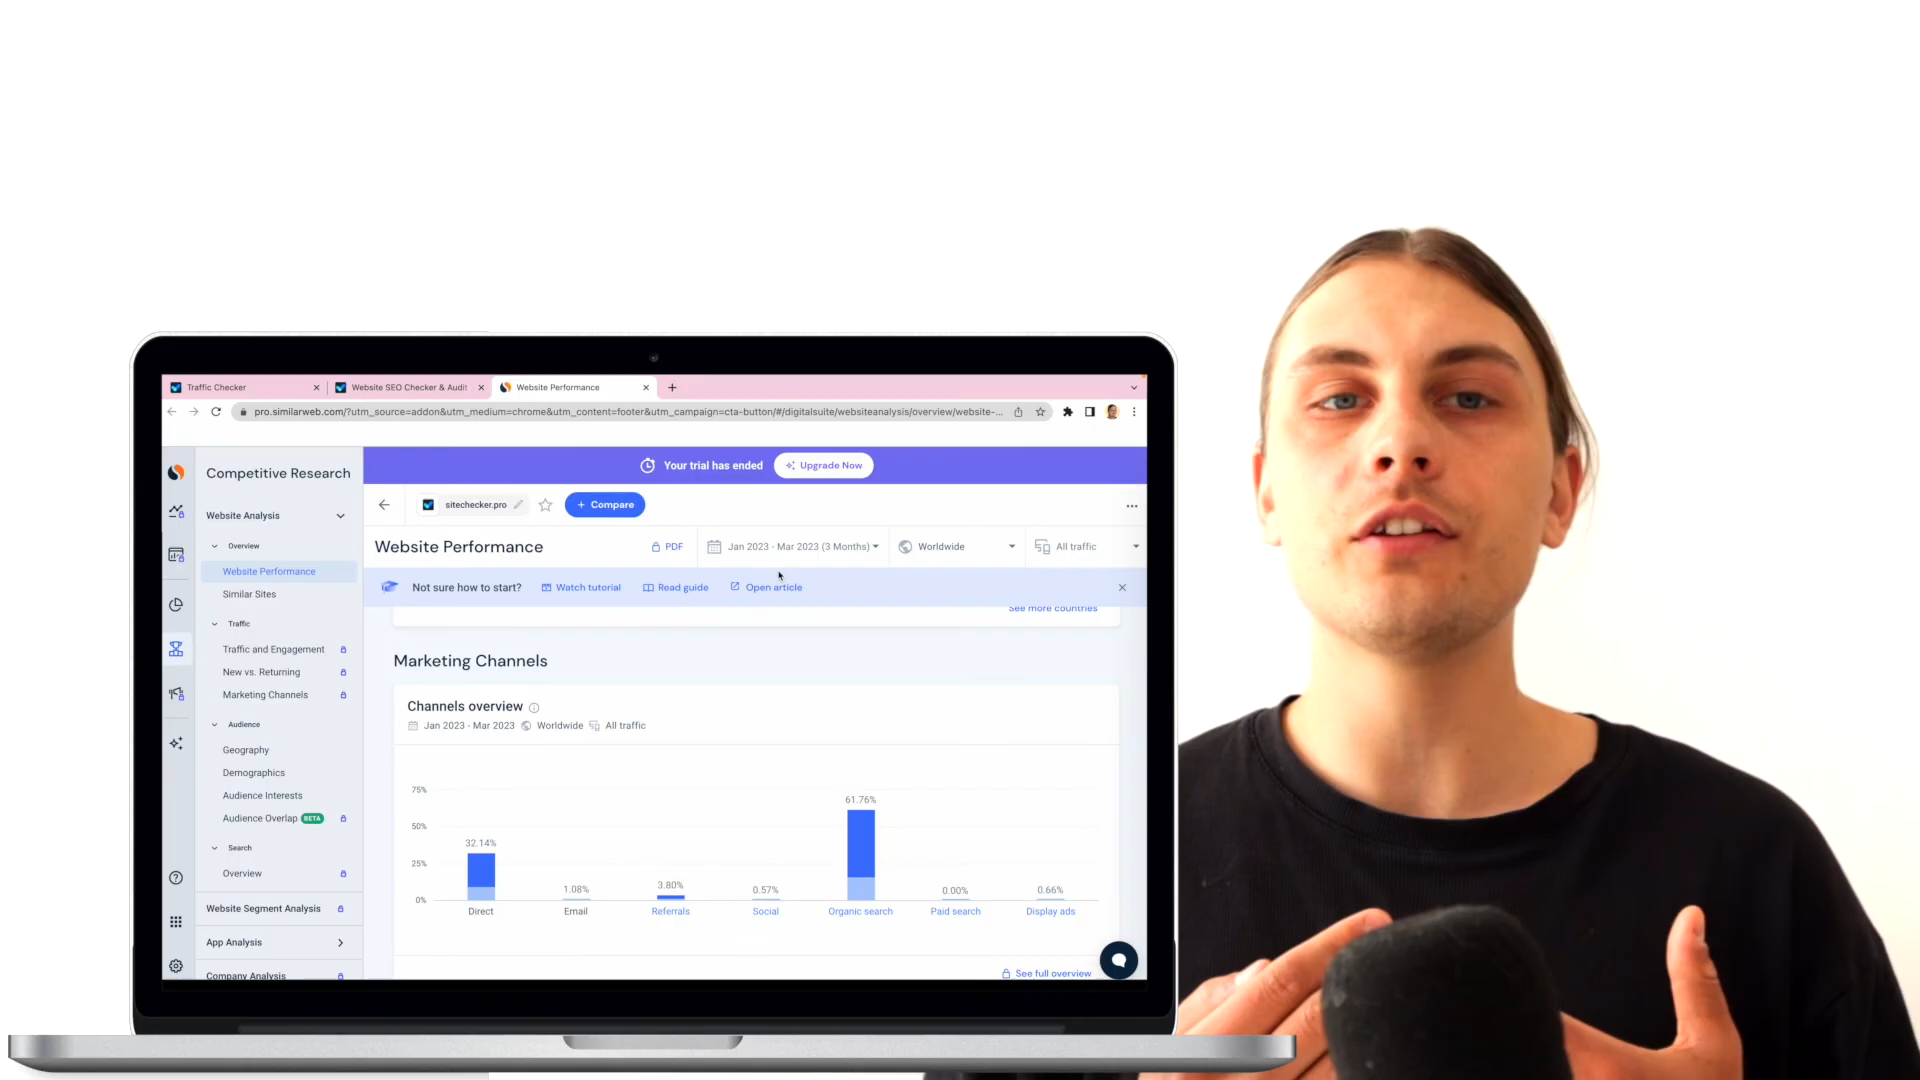 Traffic Checker
Website SEO Checker & Audit
Website Performance
pro.similarweb.com/?utm_source=addon&utm_medium=chrome&utm_content=footer&utm_campaign=cta-button/#/digitalsuite/websiteanalysis/overview/website-...
Competitive Research
Website Analysis
Overview
Website Performance
Similar Sites
Traffic
Traffic and Engagement
New vs. Returning
Marketing Channels
Audience
Geography
Demographics
Audience Interests
Audience Overlap BETA
Search
Overview
Website Segment Analysis
App Analysis
Company Analysis
Your trial has ended
Upgrade Now
sitechecker.pro
+ Compare
Website Performance
PDF
Jan 2023 - Mar 2023 (3 Months)
Worldwide
All traffic
Not sure how to start?
Watch tutorial
Read guide
Open article
See more countries
Marketing Channels
Channels overview
Jan 2023 - Mar 2023
Worldwide
All traffic
75%
50%
25%
0%
32.14%
1.08%
3.80%
0.57%
61.76%
0.00%
0.66%
Direct
Email
Referrals
Social
Organic search
Paid search
Display ads
See full overview